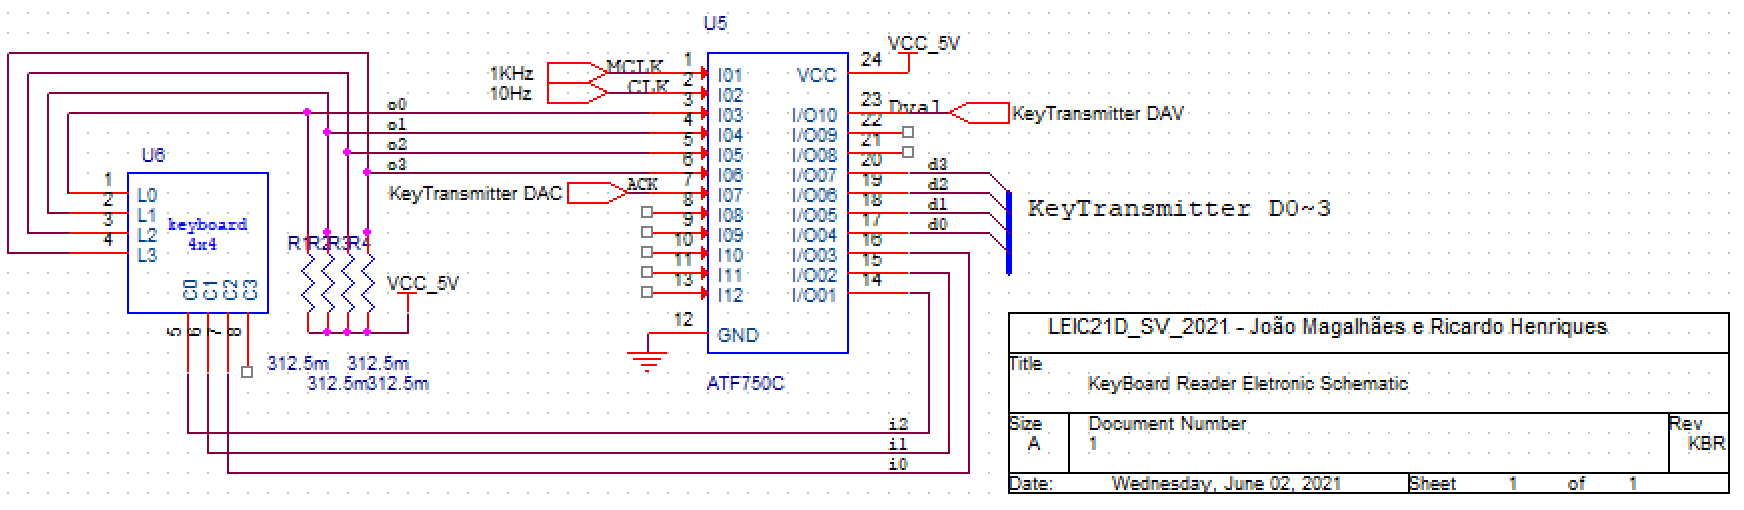 U5
1KHz
10Hz
MCLK
CLK
o0
o1
o2
o3
KeyTransmitter DAC
ACK
1
2
3
4
5
6
7
8
9
10
11
13
12
I01
I02
I03
I04
I05
I06
I07
I08
I09
I10
I11
I12
GND
VCC
I/O10
I/O09
I/O08
I/O07
I/O06
I/O05
I/O04
I/O03
I/O02
I/O01
24
23
22
21
20
19
18
17
16
15
14
ATF750C
VCC_5V
Dval
KeyTransmitter DAV
d3
d2
d1
d0
KeyTransmitter D0~3
U6
1
2
3
4
L0
L1
L2
L3
keyboard
4x4
C0
C1
C2
C3
5
6
7
8
R1
R2
R3
R4
VCC_5V
312.5m
312.5m
312.5m
312.5m
i2
i1
i0
LEIC21D_SV_2021 - João Magalhães e Ricardo Henriques
Title
KeyBoard Reader Eletronic Schematic
Size
A
Document Number
1
Rev
KBR
Date:
Wednesday, June 02, 2021
Sheet 1 of 1